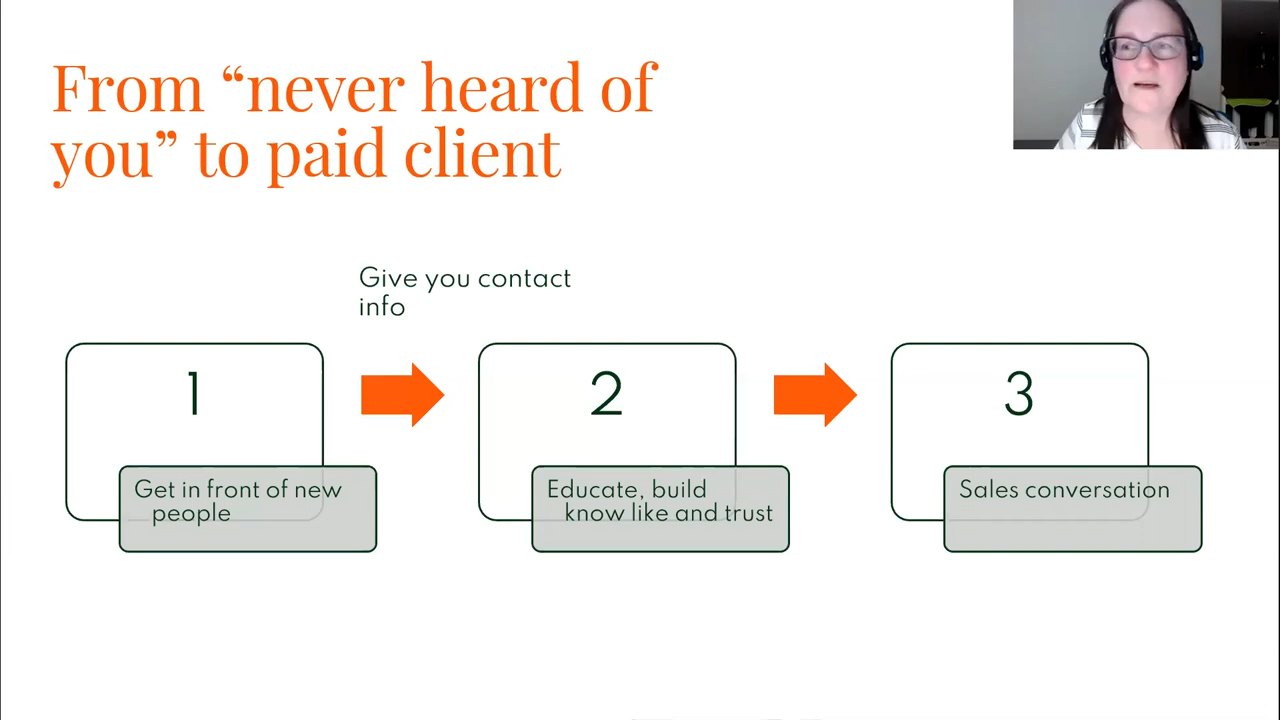 From “never heard of
you” to paid client
Give you contact
info
1
Get in front of new
people
2
Educate, build
know like and trust
3
Sales conversation